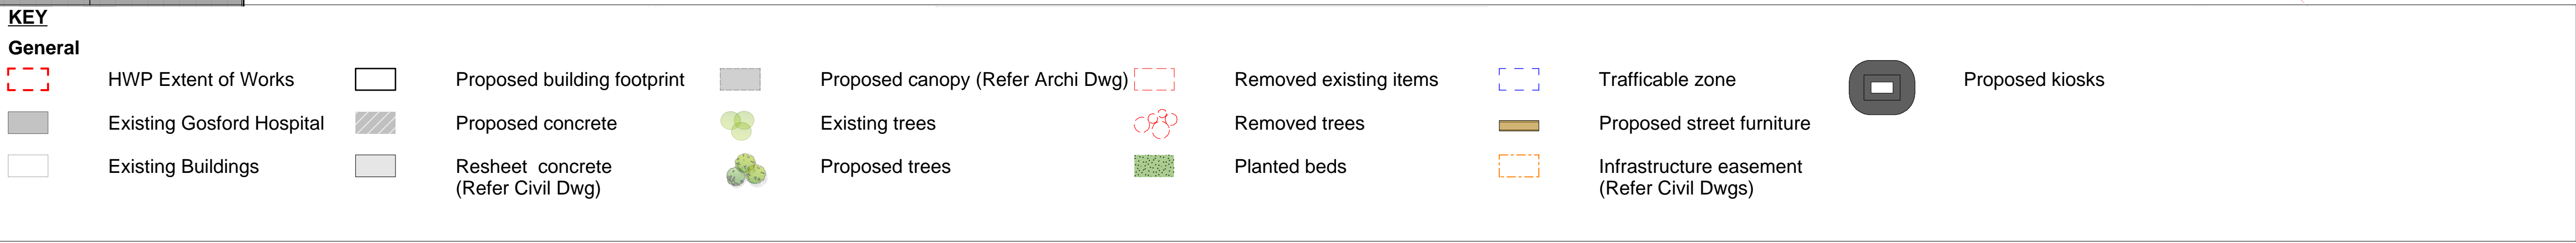 KEY
General
HWP Extent of Works
Existing Gosford Hospital
Existing Buildings
Proposed building footprint
Proposed concrete
Resheet concrete
(Refer Civil Dwg)
Proposed canopy (Refer Archi Dwg)
Existing trees
Proposed trees
Removed existing items
Removed trees
Planted beds
Trafficable zone
Proposed street furniture
Infrastructure easement
(Refer Civil Dwgs)
Proposed kiosks